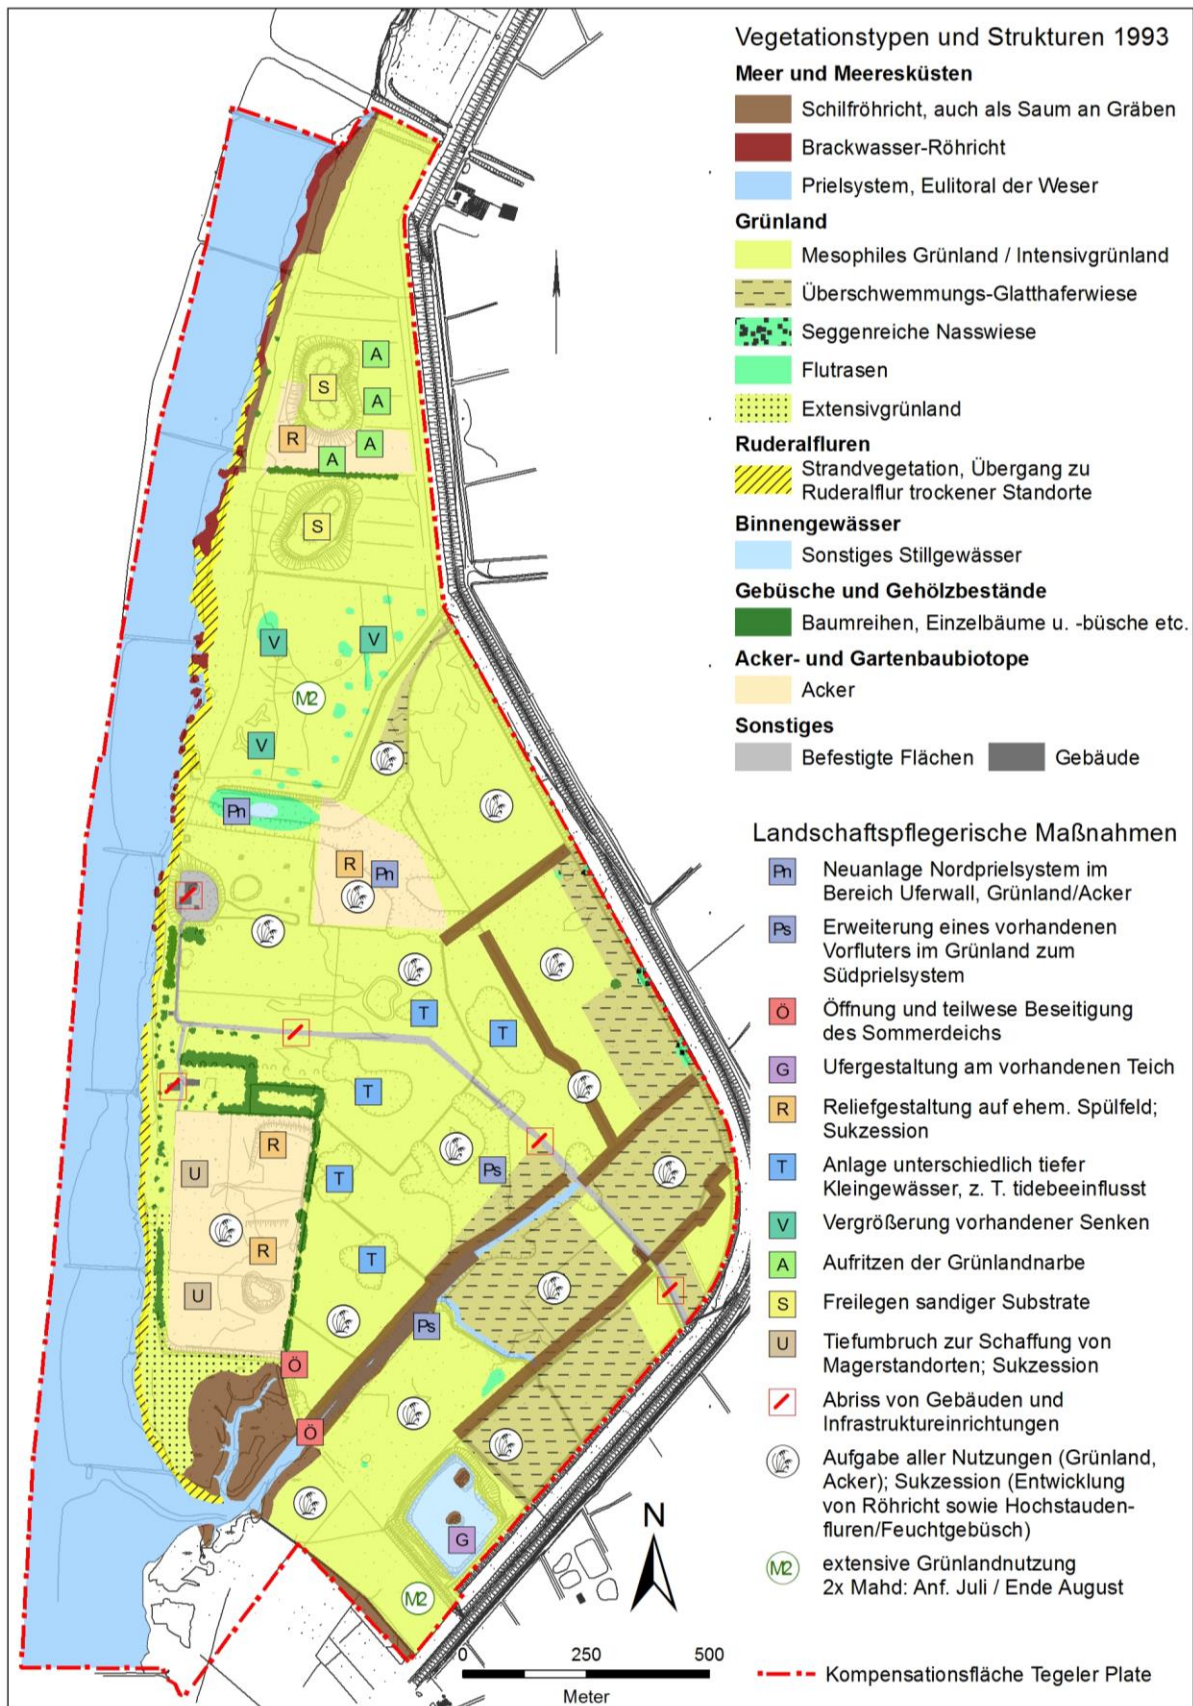 Vegetationstypen und Strukturen 1993
Meer und Meeresküsten
Schilfröhricht, auch als Saum an Gräben
Brackwasser-Röhricht
Prielsystem, Eulitoral der Weser
Grünland
Mesophiles Grünland / Intensivgrünland
Überschwemmungs-Glatthaferwiese
Seggenreiche Nasswiese
Flutrasen
Extensivgrünland
Ruderalfluren
Strandvegetation, Übergang zu
Ruderalflur trockener Standorte
Binnengewässer
Sonstiges Stillgewässer
Gebüsche und Gehölzbestände
Baumreihen, Einzelbäume u. -büsche etc.
Acker- und Gartenbaubiotope
Acker
Sonstiges
Befestigte Flächen
Gebäude
Landschaftspflegerische Maßnahmen
Pn Neuanlage Nordprielsystem im
Bereich Uferwall, Grünland/Acker
Ps Erweiterung eines vorhandenen
Vorfluters im Grünland zum
Südprielsystem
Ö Öffnung und teilwese Beseitigung
des Sommerdeichs
G Ufergestaltung am vorhandenen Teich
R Reliefgestaltung auf ehem. Spülfeld;
Sukzession
T Anlage unterschiedlich tiefer
Kleingewässer, z. T. tidebeeinflusst
V Vergrößerung vorhandener Senken
A Aufritzen der Grünlandnarbe
S Freilegen sandiger Substrate
U Tiefumbruch zur Schaffung von
Magerstandorten; Sukzession
Abriss von Gebäuden und
Infrastruktureinrichtungen
Aufgabe aller Nutzungen (Grünland,
Acker); Sukzession (Entwicklung
von Röhricht sowie Hochstauden-
fluren/Feuchtgebüsch)
M2 extensive Grünlandnutzung
2x Mahd: Anf. Juli / Ende August
Kompensationsfläche Tegeler Plate
A
S
A
R
A
A
S
V
V
M2
V
Pn
R
Pn
T
T
T
R
Ps
U
T
R
T
U
Ps
Ö
Ö
G
M2
N
0
250
500
Meter